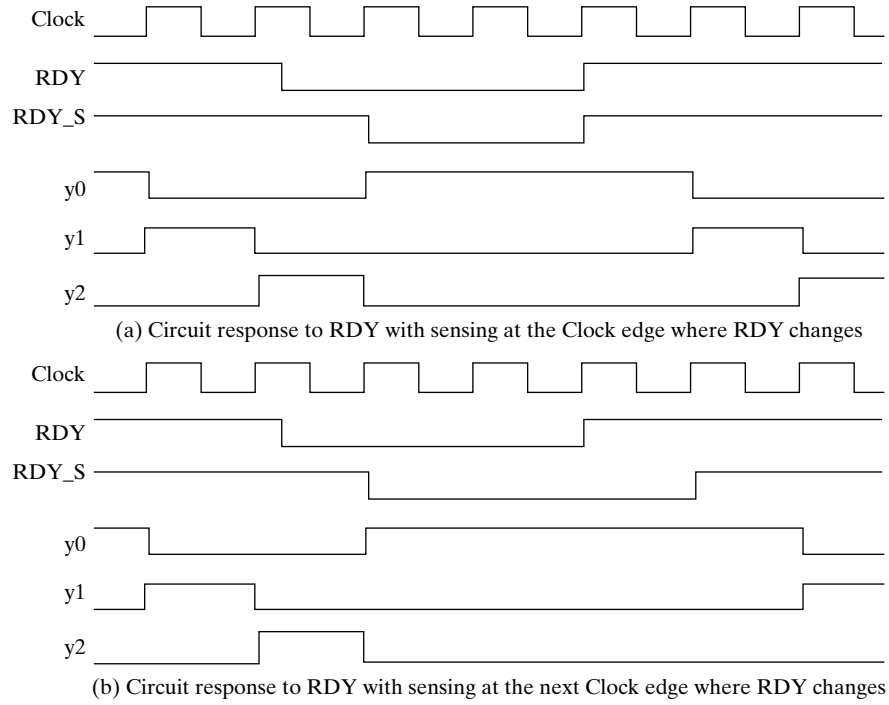 Clock
RDY
RDY_S
y0
y1
y2
(a) Circuit response to RDY with sensing at the Clock edge where RDY changes
Clock
RDY
RDY_S
y0
y1
y2
(b) Circuit response to RDY with sensing at the next Clock edge where RDY changes